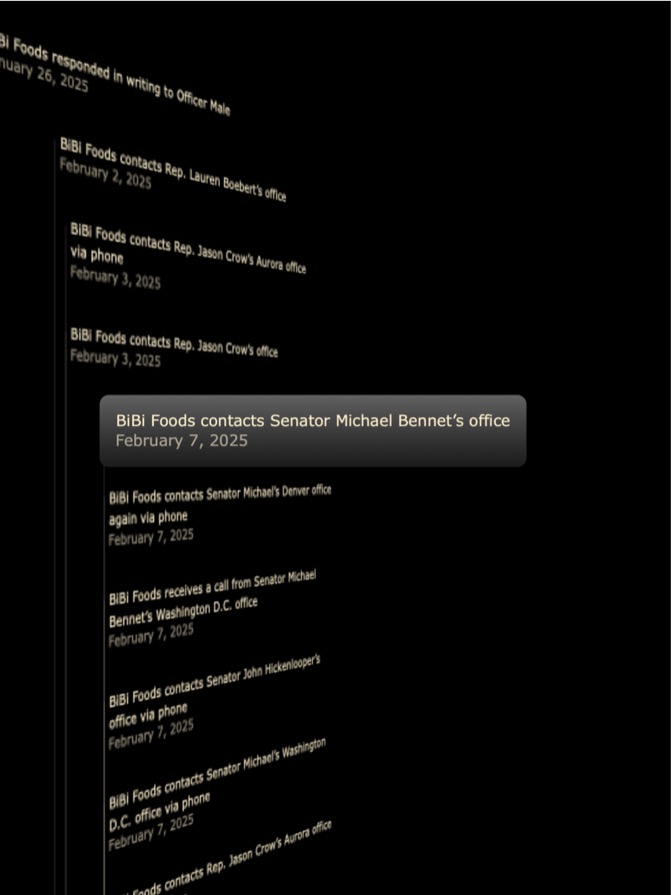 Bi Foods responded in writing to Officer Male
nuary 26, 2025
BiBi Foods contacts Rep. Lauren Boebert's office
February 2, 2025
BiBi Foods contacts Rep. Jason Crow's Aurora office
via phone
February 3, 2025
BiBi Foods contacts Rep. Jason Crow's office
February 3, 2025
BiBi Foods contacts Senator Michael Bennet's office
February 7, 2025
BiBi Foods contacts Senator Michael's Denver office
again via phone
February 7, 2025
BiBi Foods receives a call from Senator Michael
Bennet's Washington D.C. office
February 7, 2025
BiBi Foods contacts Senator John Hickenlooper's
office via phone
February 7, 2025
BiBi Foods contacts Senator Michael's Washington
D.C. office via phone
February 7, 2025
Foods contacts Rep. Jason Crow's Aurora office